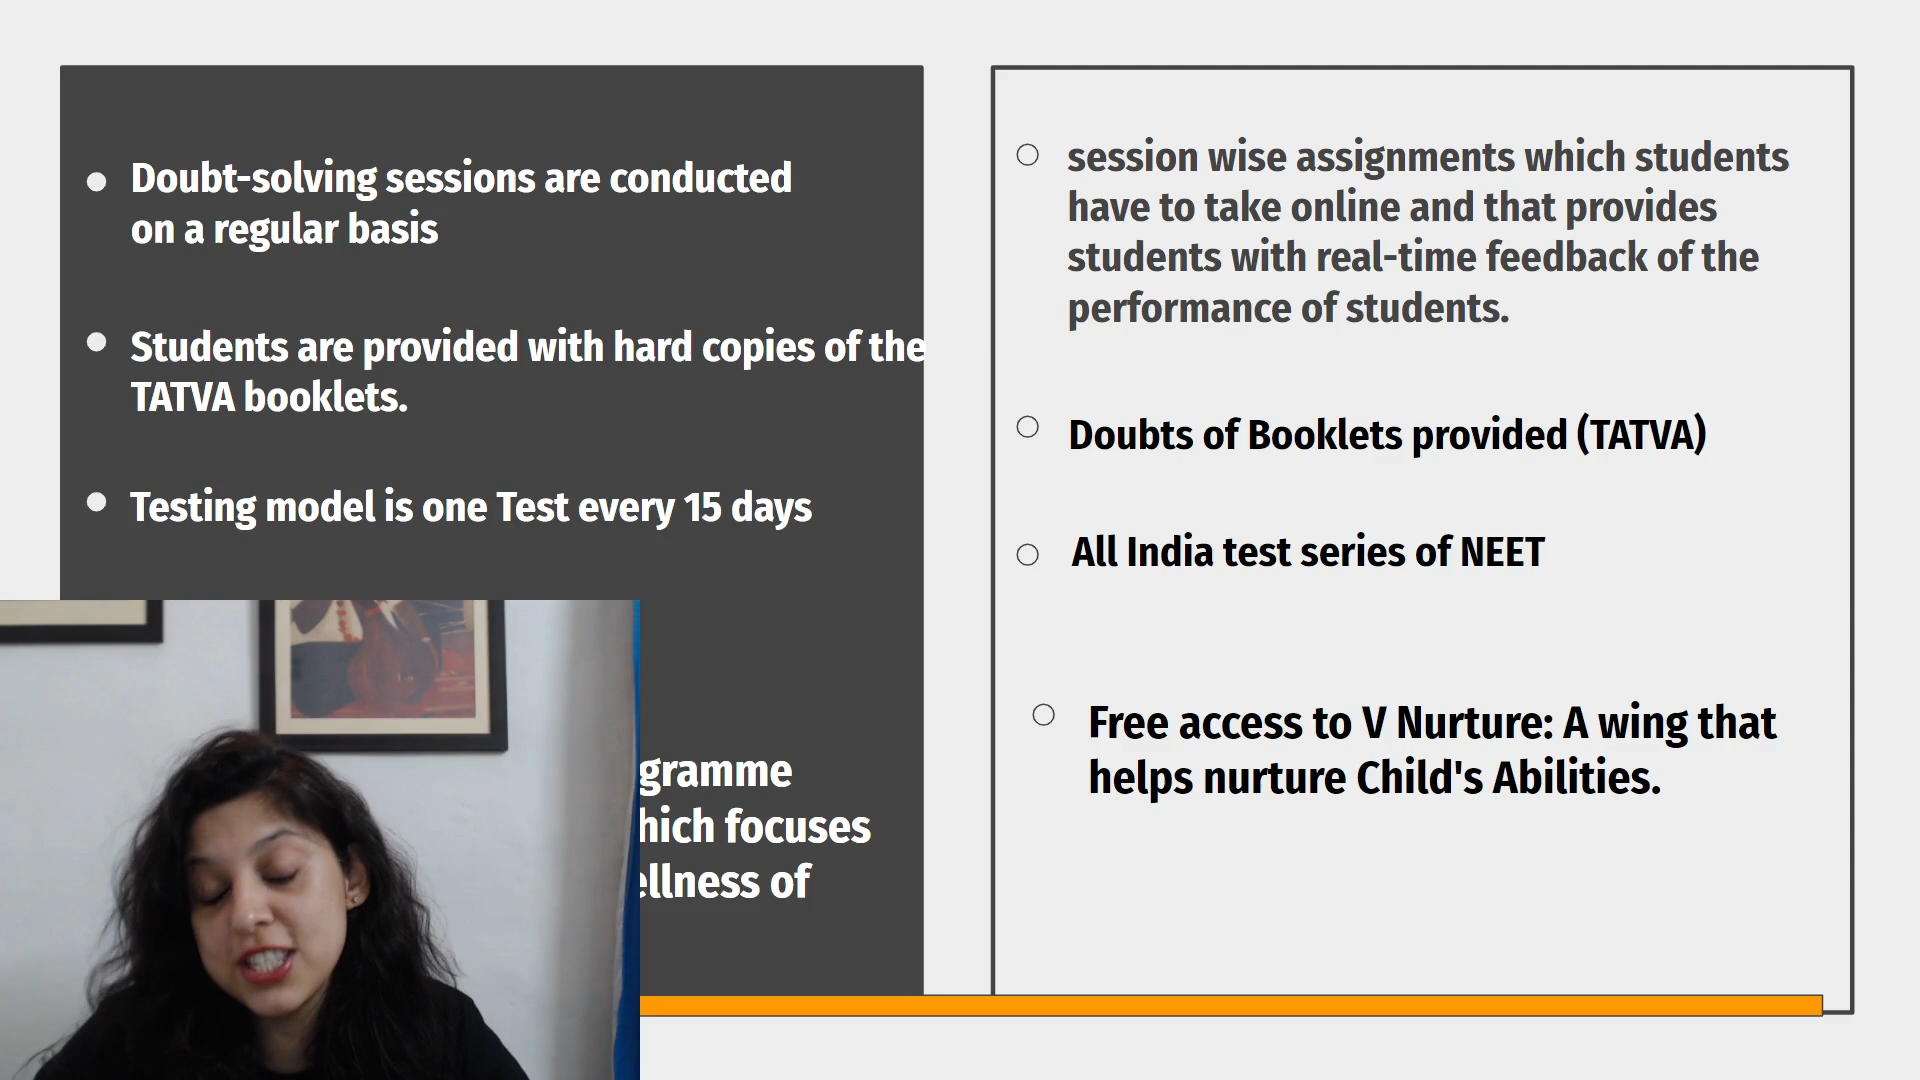 Doubt-solving sessions are conducted
on a regular basis
Students are provided with hard copies of the
TATVA booklets.
Testing model is one Test every 15 days
focuses
of
session wise assignments which students
have to take online and that provides
students with real-time feedback of the
performance of students.
Doubts of Booklets provided (TATVA)
All India test series of NEET
Free access to V Nurture: A wing that
helps nurture Child's Abilities.